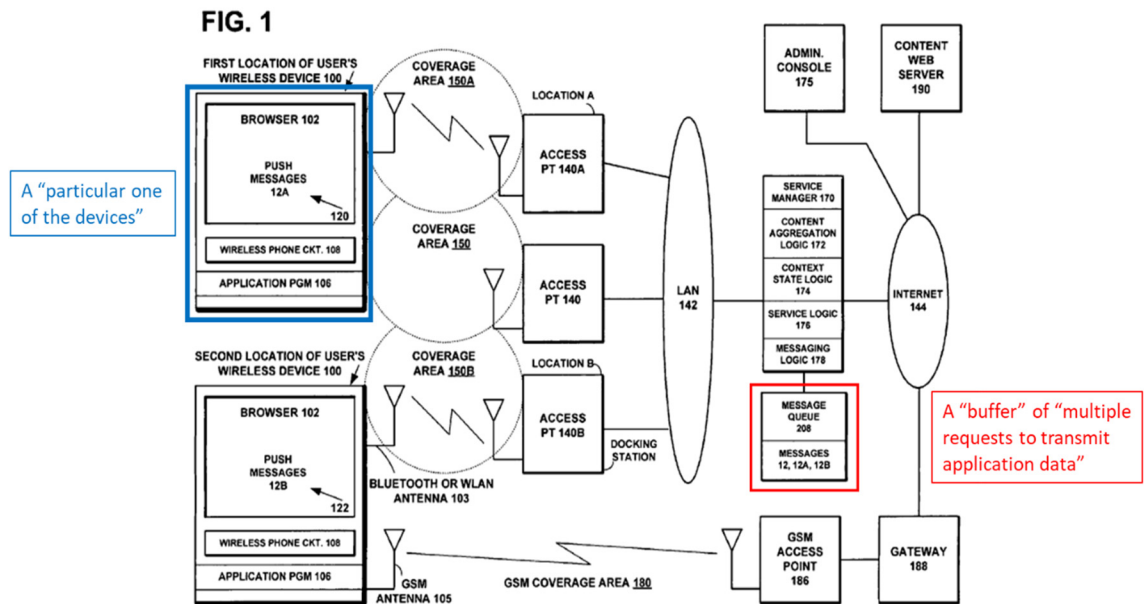 FIG. 1
FIRST LOCATION OF USER'S
WIRELESS DEVICE 100
BROWSER 102
PUSH
MESSAGES
12A
120
WIRELESS PHONE CKT. 108
APPLICATION PGM 106
A “particular one
of the devices”
COVERAGE
AREA 150A
LOCATION A
ACCESS
PT 140A
COVERAGE
AREA 150
ACCESS
PT 140
SECOND LOCATION OF USER'S
WIRELESS DEVICE 100
BROWSER 102
PUSH
MESSAGES
12B
122
WIRELESS PHONE CKT. 108
APPLICATION PGM 106
COVERAGE
AREA 150B
LOCATION B
ACCESS
PT 140B
DOCKING
STATION
BLUETOOTH OR WLAN
ANTENNA 103
GSM
ANTENNA 105
GSM COVERAGE AREA 180
GSM
ACCESS
POINT
186
GATEWAY
188
LAN
142
ADMIN.
CONSOLE
175
CONTENT
WEB
SERVER
190
SERVICE
MANAGER 170
CONTENT
AGGREGATION
LOGIC 172
CONTEXT
STATE LOGIC
174
SERVICE LOGIC
176
MESSAGING
LOGIC 178
INTERNET
144
MESSAGE
QUEUE
208
MESSAGES
12, 12A, 12B
A “buffer” of “multiple
requests to transmit
application data”